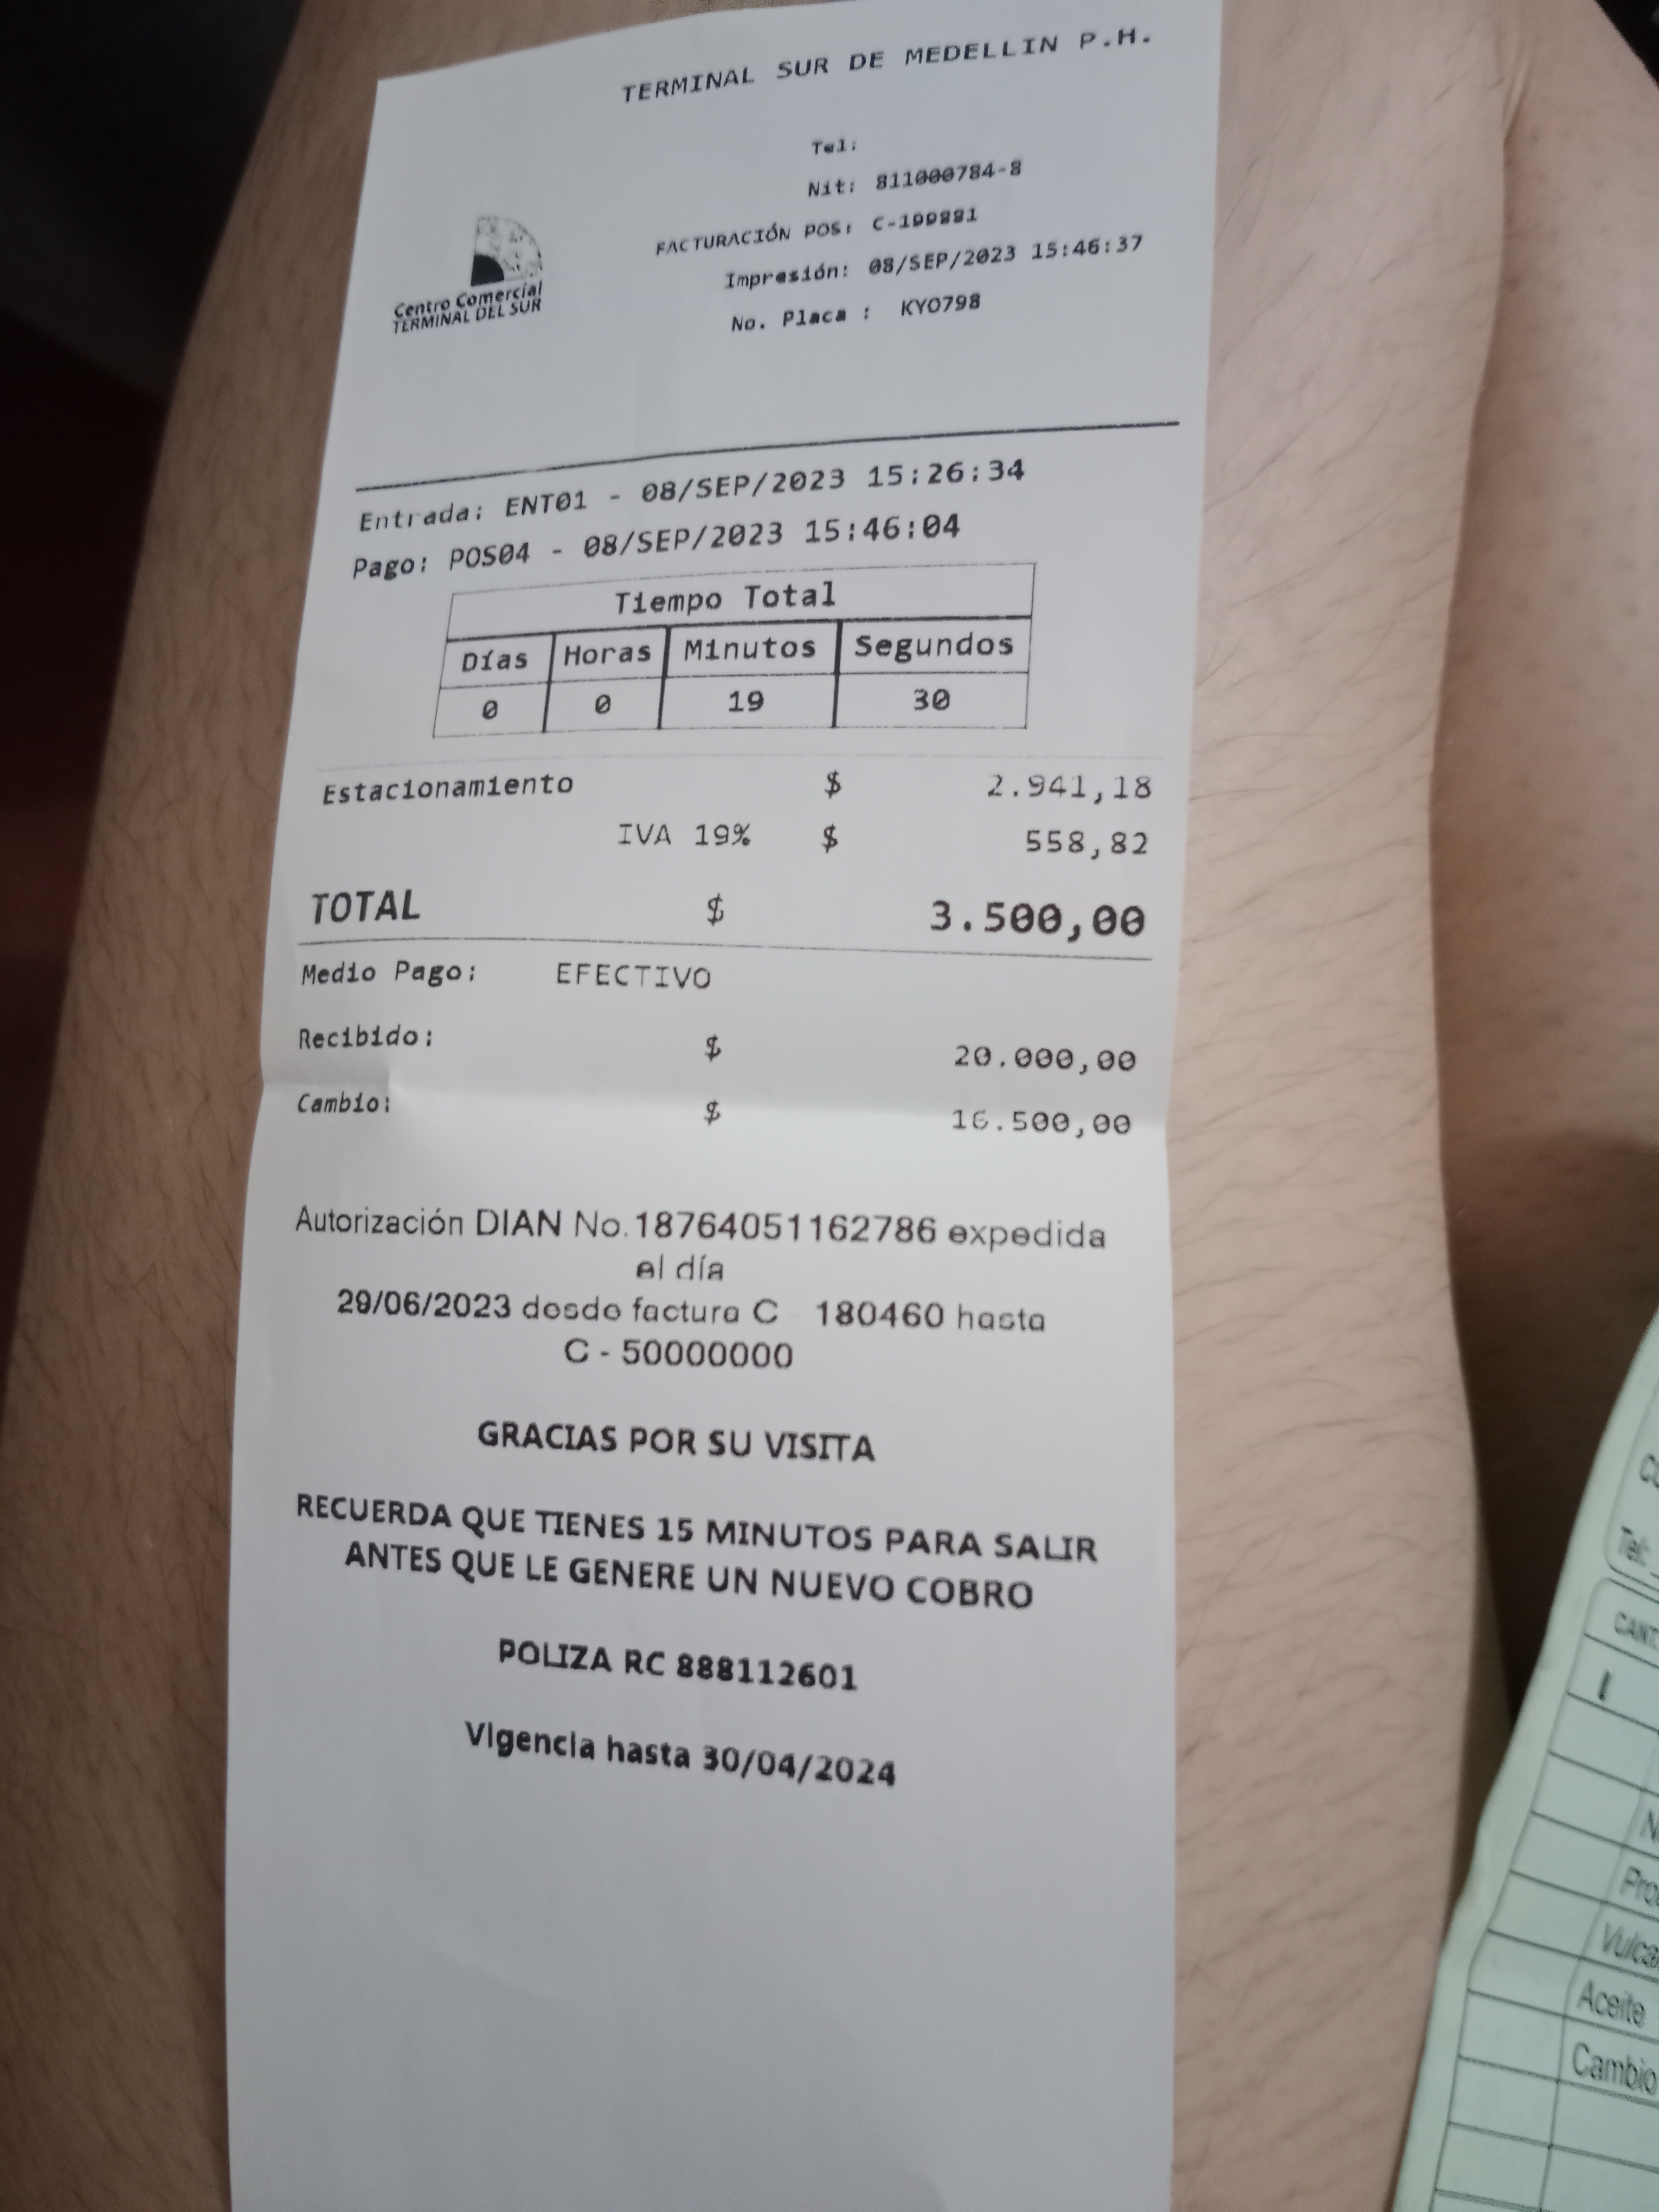 TERMINAL SUR DE MEDELLIN P.H.
Tel:
Nit: 811000784-8
FACTURACIÓN POS: C-199881
Impresión: 08/SEP/2023 15:46:37
No. Placa : KYO798
Centro Comercial
TERMINAL DEL SUR
Entrada: ENT01 - 08/SEP/2023 15:26:34
Pago: POS04 - 08/SEP/2023 15:46:04
Tiempo Total
Días Horas Minutos Segundos
0 0 19 30
Estacionamiento $ 2.941,18
IVA 19% $ 558,82
TOTAL $ 3.500,00
Medio Pago: EFECTIVO
Recibido: $ 20.000,00
Cambio: $ 16.500,00
Autorización DIAN No.18764051162786 expedida
el día
29/06/2023 desde factura C 180460 hasta
C - 50000000
GRACIAS POR SU VISITA
RECUERDA QUE TIENES 15 MINUTOS PARA SALIR
ANTES QUE LE GENERE UN NUEVO COBRO
POLIZA RC 888112601
Vigencia hasta 30/04/2024
Tel:
Aceite
Cambio